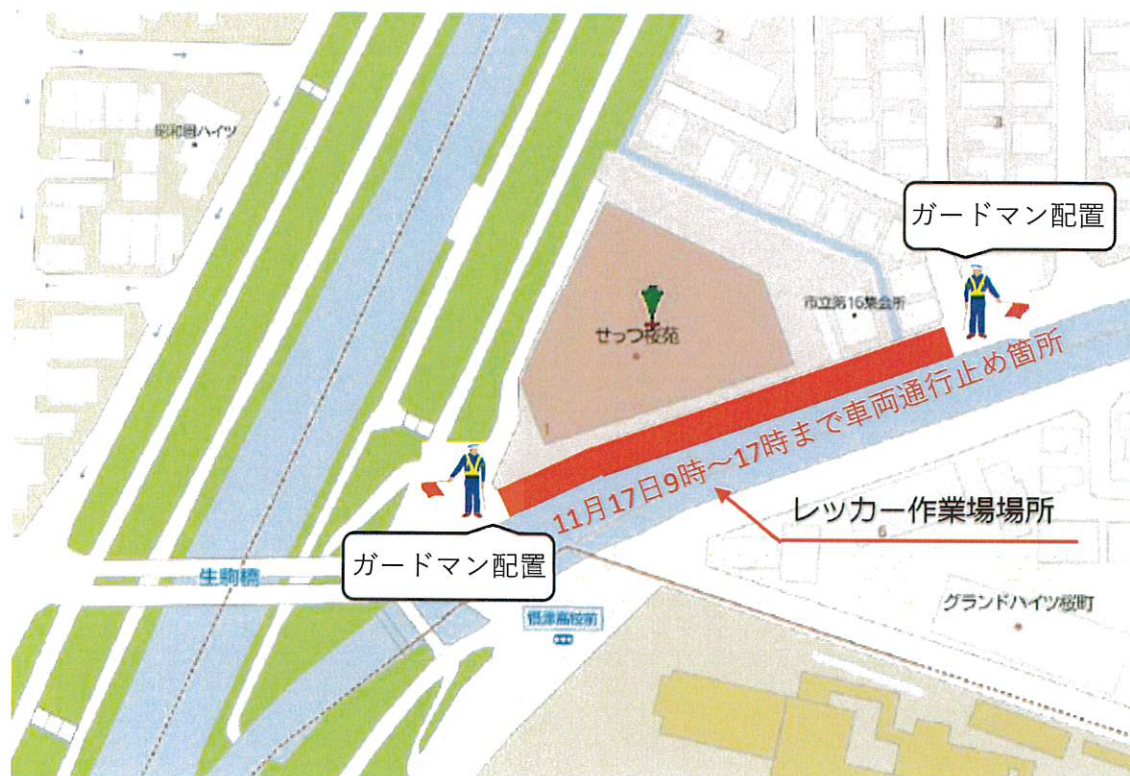 2
3
昭和園ハイツ
ガードマン配置
市立第16集会所
せっつ桜苑
1
11月17日9時～17時まで車両通行止め箇所
レッカー作業場場所
6
ガードマン配置
生駒橋
グランドハイツ桜町
摂津高校前